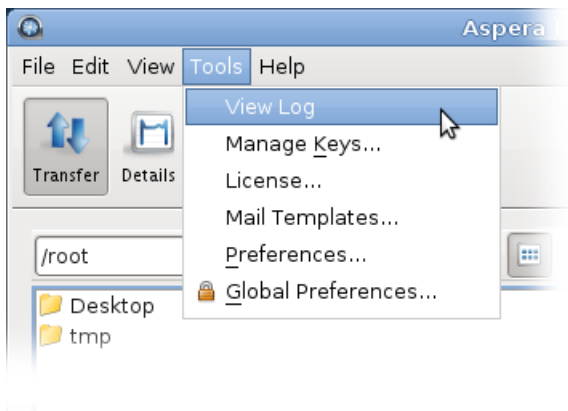 Aspera
File Edit View Tools Help
View Log
Manage Keys...
License...
Mail Templates...
Preferences...
Global Preferences...
Transfer
Details
/root
Desktop
tmp